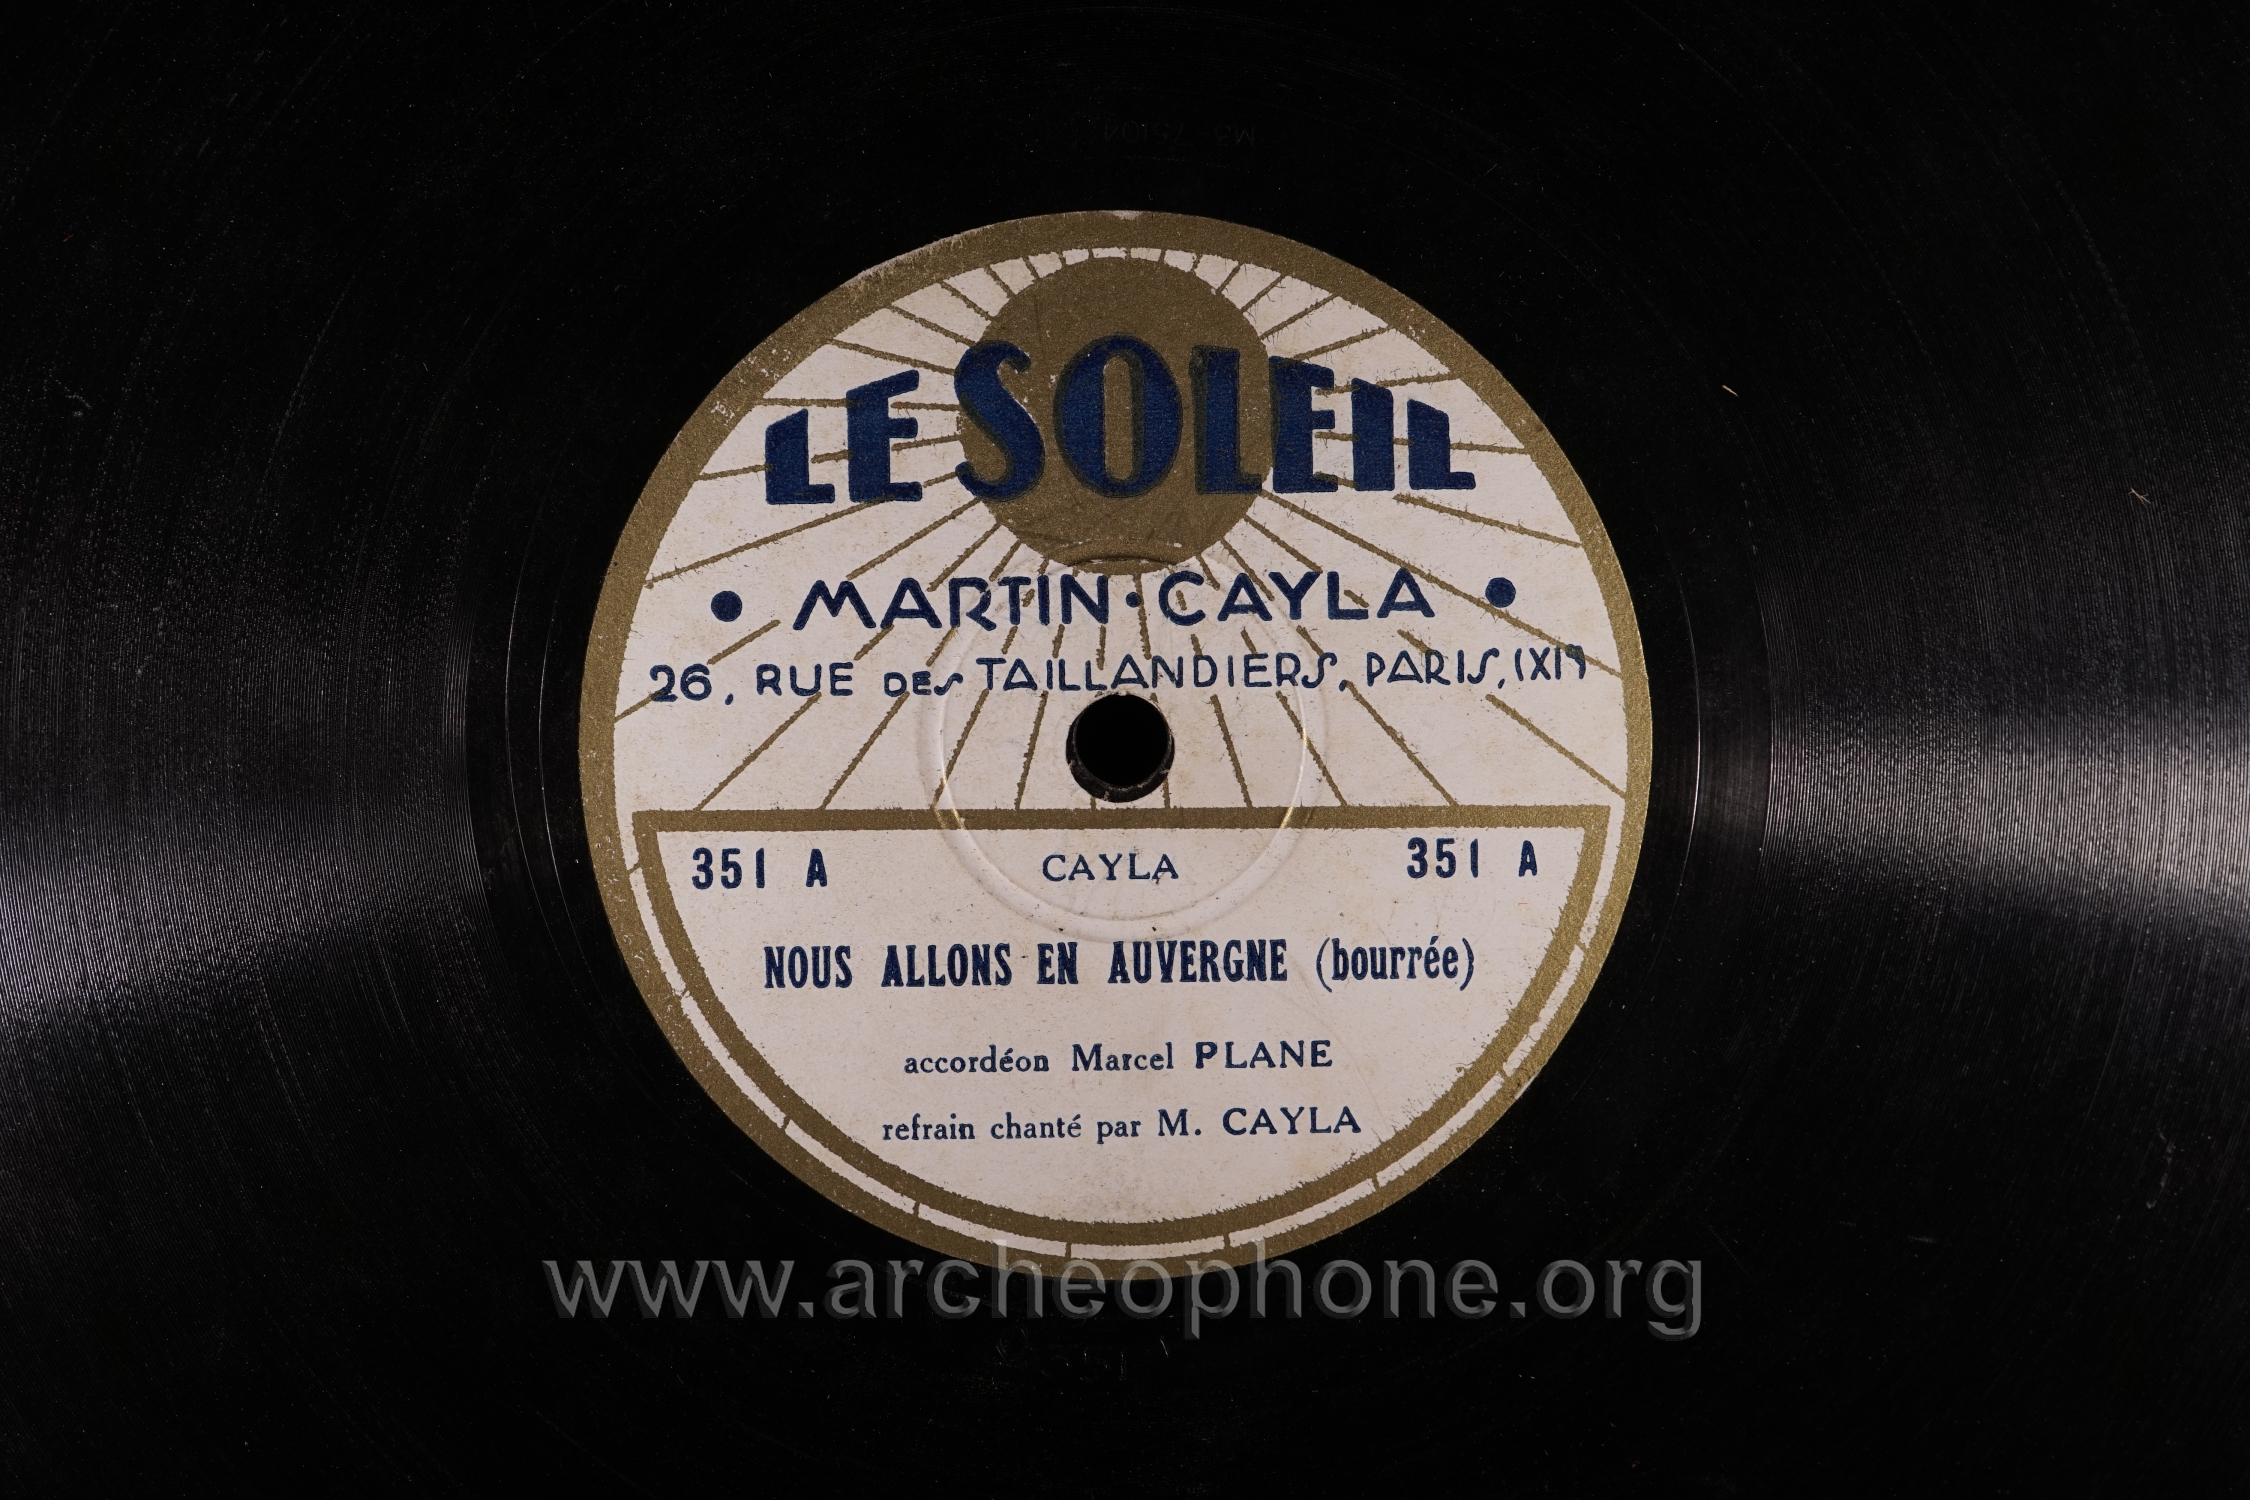 LE SOLEIL
• MARTIN · CAYLA •
26, RUE DES TAILLANDIERS, PARIS, (XI
351 A CAYLA 351 A
NOUS ALLONS EN AUVERGNE (bourrée)
accordéon Marcel PLANE
refrain chanté par M. CAYLA
www.archeophone.org